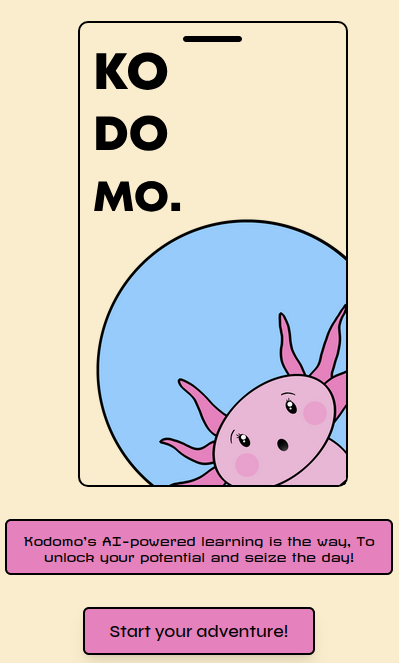 KO
DO
MO.
Kodomo's AI-powered learning is the way, To
unlock your potential and seize the day!
Start your adventure!